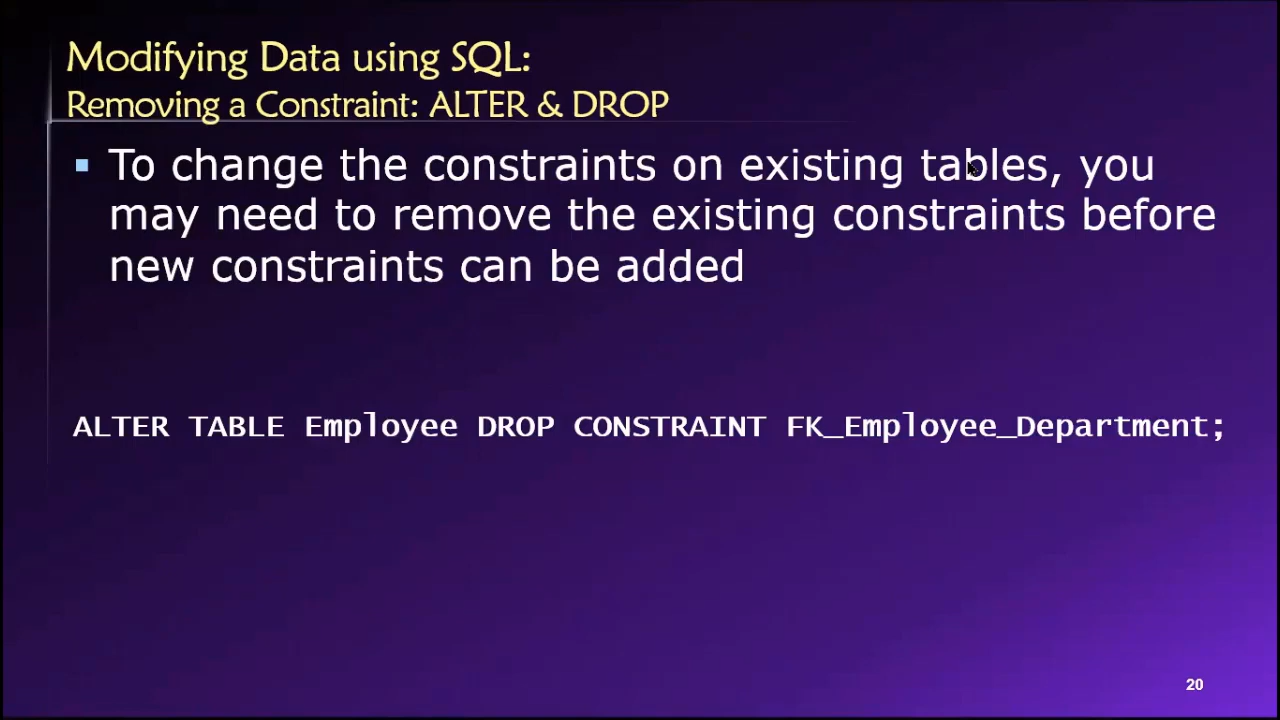 Modifying Data using SQL:
Removing a Constraint: ALTER & DROP
To change the constraints on existing tables, you
may need to remove the existing constraints before
new constraints can be added
ALTER TABLE Employee DROP CONSTRAINT FK_Employee_Department;
20